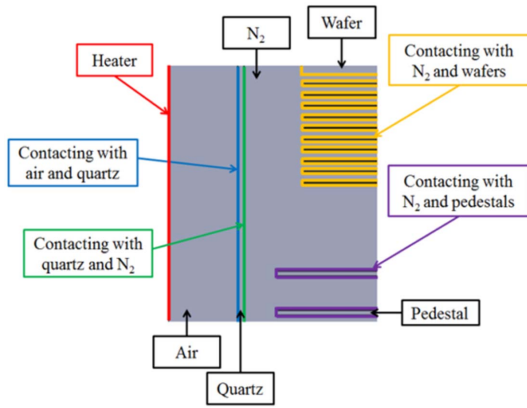 N₂
Wafer
Heater
Contacting with
N₂ and wafers
Contacting with
air and quartz
Contacting with
N₂ and pedestals
Contacting with
quartz and N₂
Pedestal
Air
Quartz